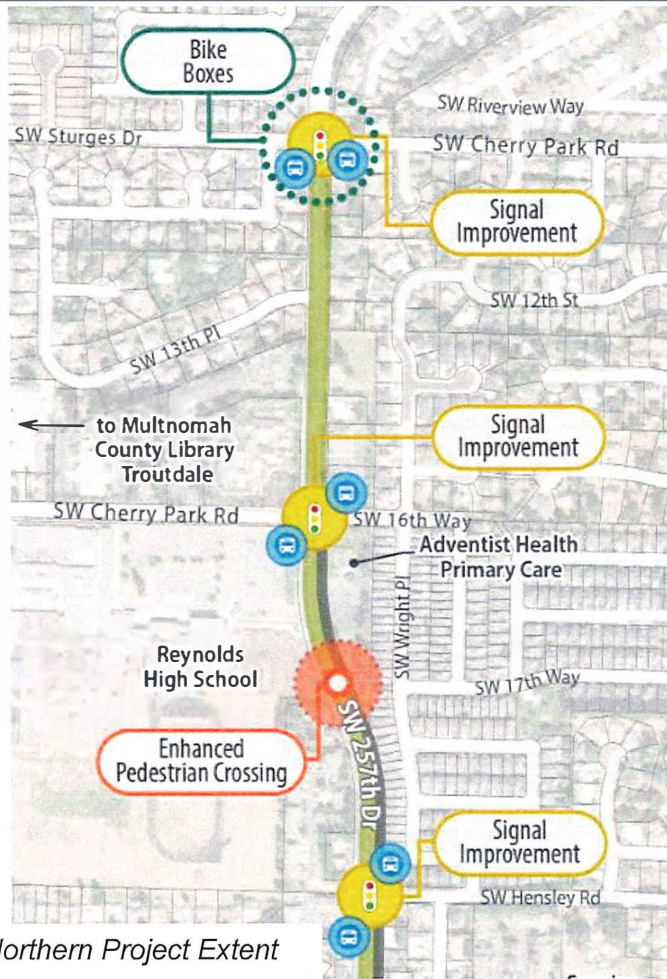 Bike
Boxes
SW Riverview Way
SW Sturges Dr
SW Cherry Park Rd
Signal
Improvement
SW 12th St
SW 13th Pl
to Multnomah
County Library
Troutdale
Signal
Improvement
SW Cherry Park Rd
SW 16th Way
Adventist Health
Primary Care
SW Wright Pl
Reynolds
High School
SW 17th Way
SW 257th Dr
Enhanced
Pedestrian Crossing
Signal
Improvement
SW Hensley Rd
Northern Project Extent